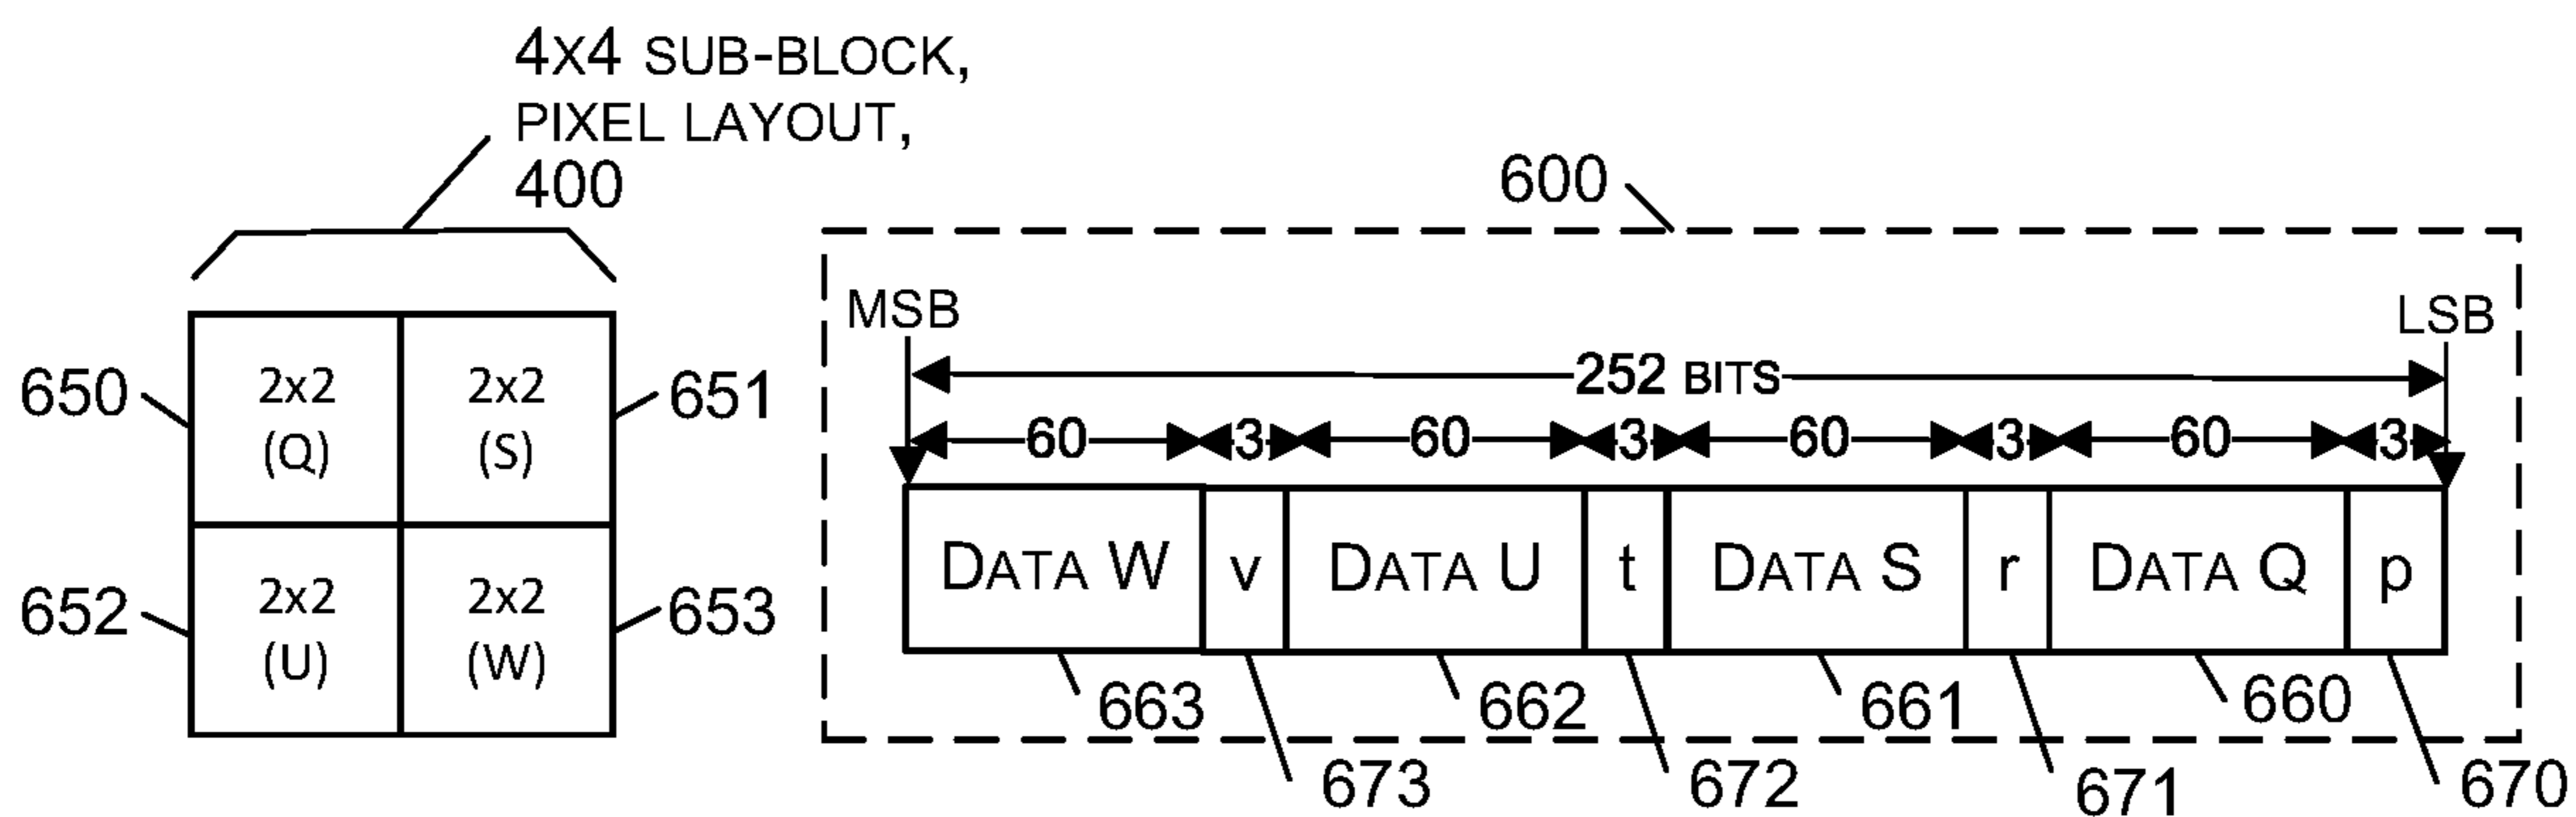 4X4 SUB-BLOCK,
PIXEL LAYOUT,
400
650
2x2
(Q)
2x2
(S)
651
652
2x2
(U)
2x2
(W)
653
600
MSB
LSB
252 BITS
60 3 60 3 60 3 60 3
DATA W v DATA U t DATA S r DATA Q p
663 662 661 660
673 672 671 670